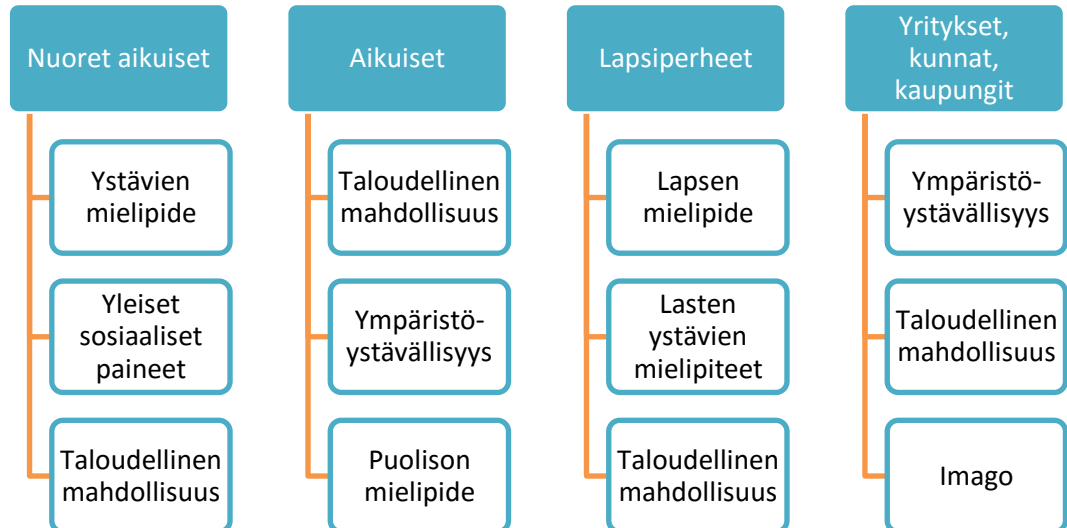 Nuoret aikuiset
Ystävien
mielipide
Yleiset
sosiaaliset
paineet
Taloudellinen
mahdollisuus
Aikuiset
Taloudellinen
mahdollisuus
Ympäristö-
ystävällisyys
Puolison
mielipide
Lapsiperheet
Lapsen
mielipide
Lasten
ystävien
mielipiteet
Taloudellinen
mahdollisuus
Yritykset,
kunnat,
kaupungit
Ympäristö-
ystävällisyys
Taloudellinen
mahdollisuus
Imago